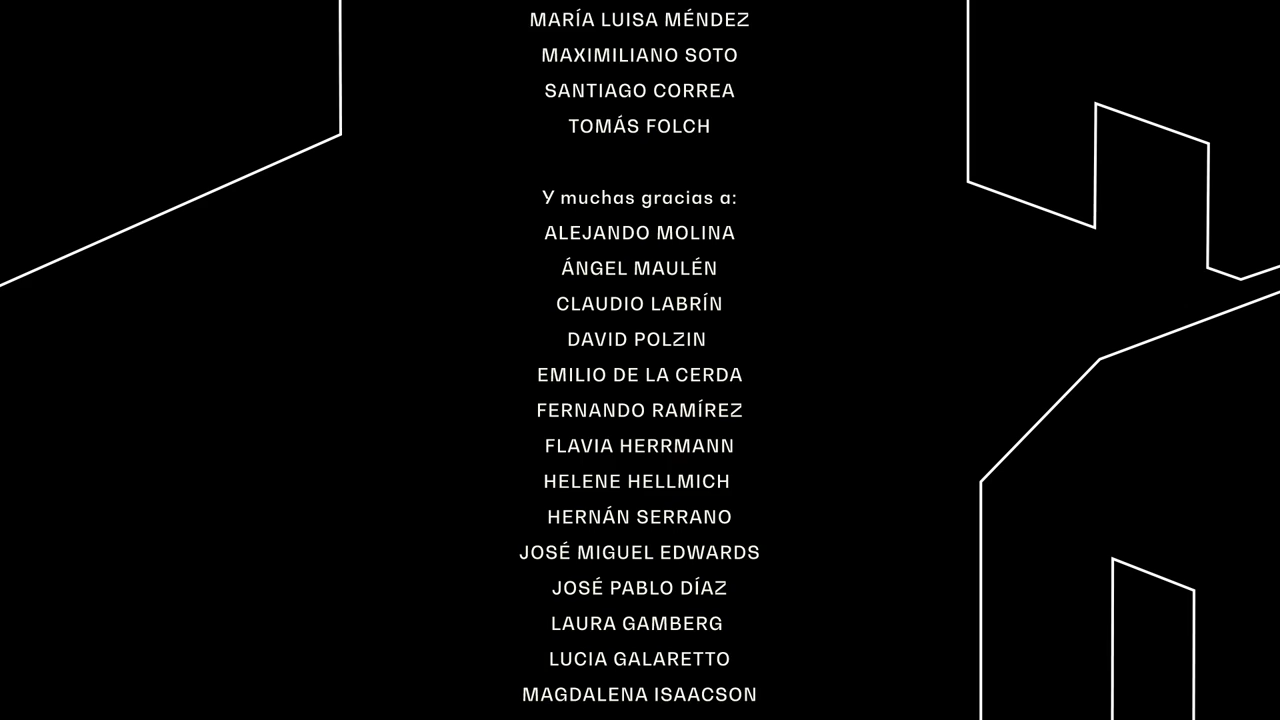 MARÍA LUISA MÉNDEZ
MAXIMILIANO SOTO
SANTIAGO CORREA
TOMÁS FOLCH
Y muchas gracias a:
ALEJANDO MOLINA
ÁNGEL MAULÉN
CLAUDIO LABRÍN
DAVID POLZIN
EMILIO DE LA CERDA
FERNANDO RAMÍREZ
FLAVIA HERRMANN
HELENE HELLMICH
HERNÁN SERRANO
JOSÉ MIGUEL EDWARDS
JOSÉ PABLO DÍAZ
LAURA GAMBERG
LUCIA GALARETTO
MAGDALENA ISAACSON